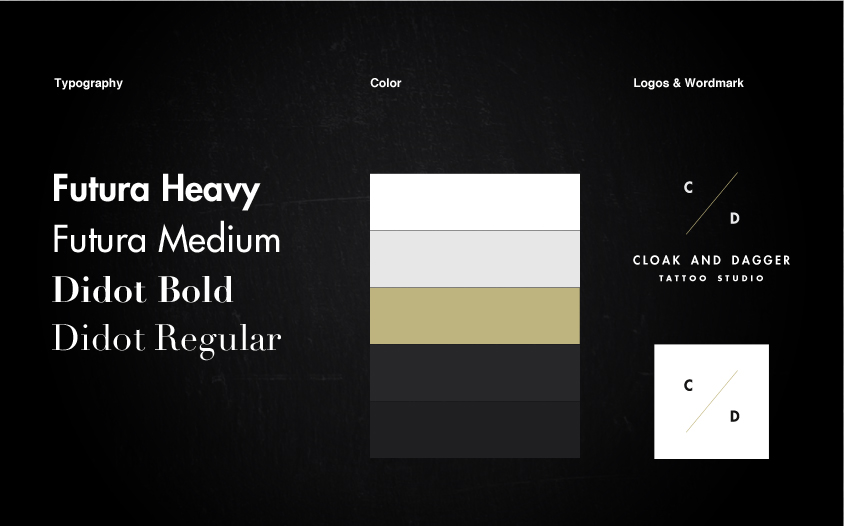 Typography
Color
Logos & Wordmark
Futura Heavy
Futura Medium
Didot Bold
Didot Regular
C
D
CLOAK AND DAGGER
TATTOO STUDIO
C
D